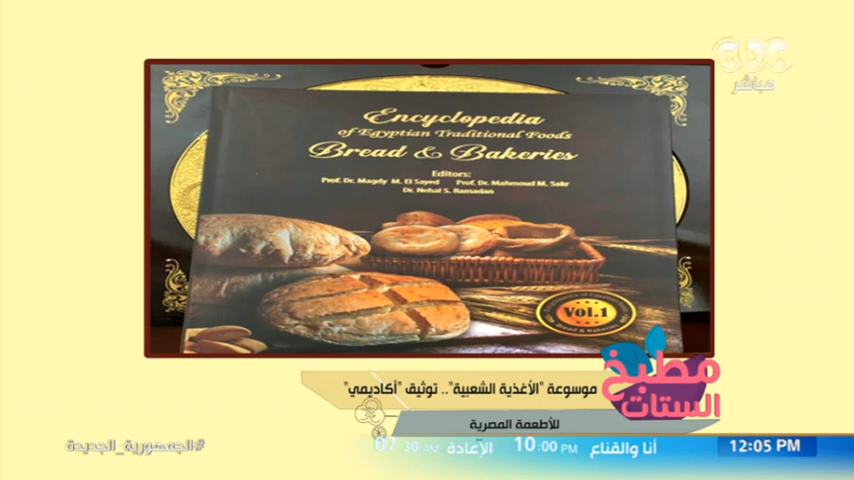 cbc
مباشر
Encyclopedia
of Egyptian Traditional Foods
Bread & Bakeries
Editors:
Prof. Dr. Magdy M. El Sayed Prof. Dr. Mahmoud M. Sakr
Dr. Nehal S. Ramadan
Vol.1
موسوعة "الأغذية الشعبية".. توثيق "أكاديمي"
للأطعمة المصرية
مطبخ
الستات
#الجمهورية_الجديدة
07:30 AM الإعادة 10:00 PM أنا والقناع
12:05 PM